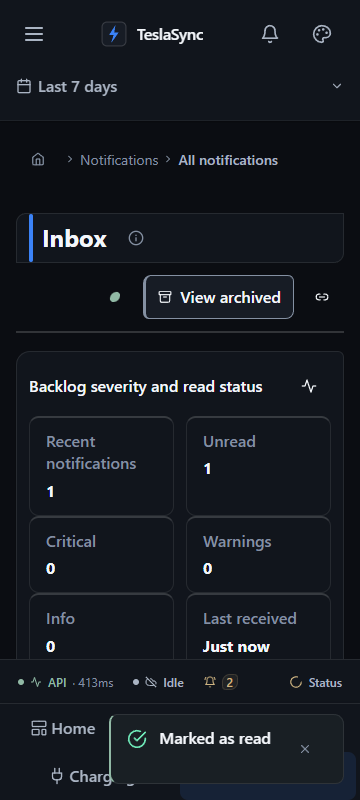 TeslaSync
Last 7 days
Notifications
All notifications
Inbox
View archived
Backlog severity and read status
Recent
notifications
1
Unread
1
Critical
0
Warnings
0
Info
0
Last received
Just now
API · 413ms
Idle
2
Status
Home
Marked as read